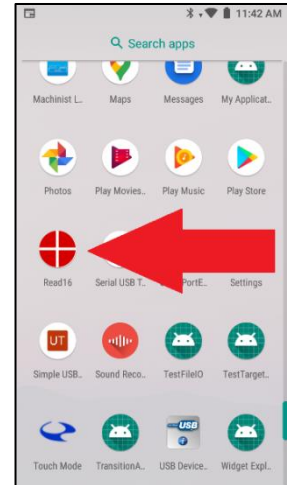 11:42 AM
Search apps
Machinist L.. Maps Messages My Applicat..
Photos Play Movies.. Play Music Play Store
Read16 Serial USB T.. PortE.. Settings
UT
Simple USB.. Sound Reco.. TestFileIO TestTarget..
USB
Touch Mode TransitionA.. USB Device.. Widget Expl..